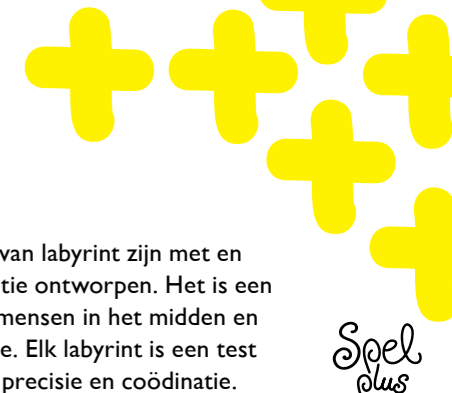 van labyrint zijn met en
tie ontworpen. Het is een
mensen in het midden en
e. Elk labyrint is een test
precisie en coödinatie.
Spel
plus